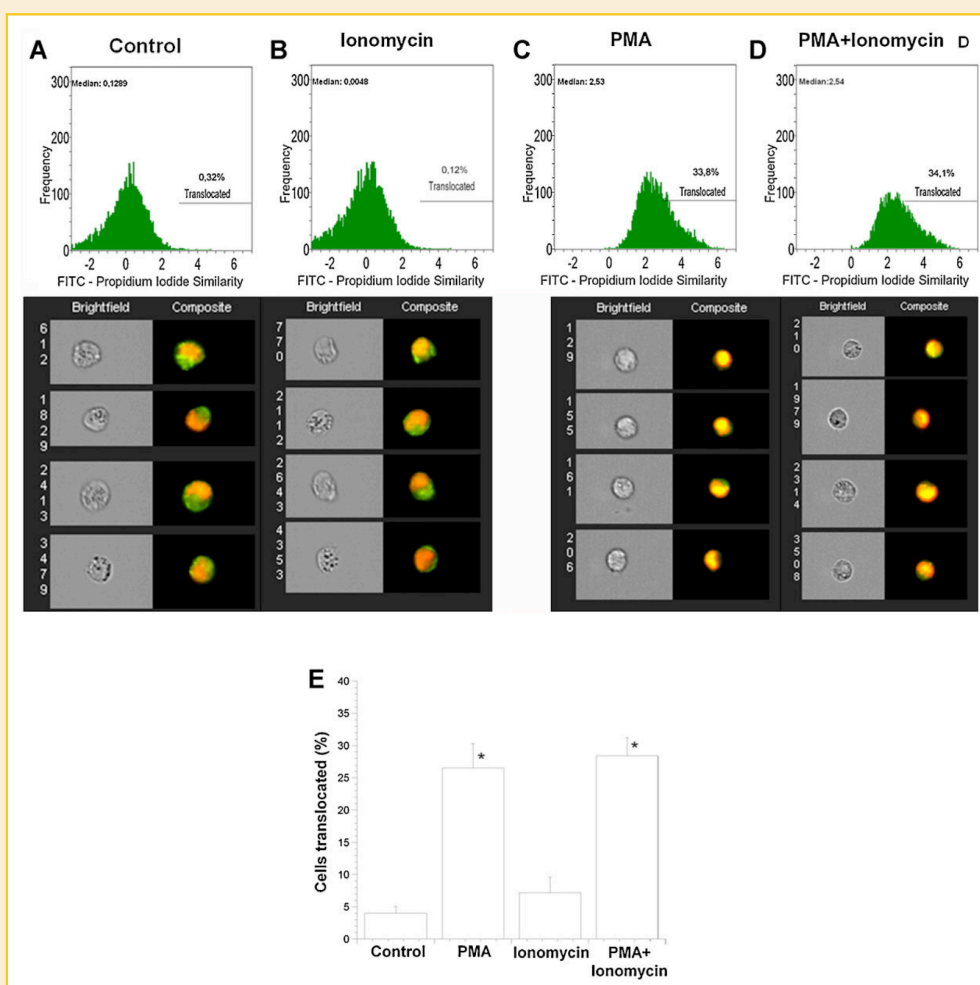 A Control
B Ionomycin
C PMA
D PMA+Ionomycin D
Median: 0,1289
300
200
100
0
Frequency
0,32%
Translocated
-2 0 2 4 6
FITC - Propidium Iodide Similarity
Median: 0,0048
300
200
100
0
Frequency
0,12%
Translocated
-2 0 2 4 6
FITC - Propidium Iodide Similarity
Median: 2,53
300
200
100
0
Frequency
33,8%
Translocated
-2 0 2 4 6
FITC - Propidium Iodide Similarity
Median:2,54
300
200
100
0
Frequency
34,1%
Translocated
-2 0 2 4 6
FITC - Propidium Iodide Similarity
Brightfield Composite
612
1829
2413
3479
Brightfield Composite
770
2112
2643
4353
Brightfield Composite
129
155
161
206
Brightfield Composite
210
1979
2314
3508
E
Cells translocated (%)
40
35
30
25
20
15
10
5
0
*
*
Control
PMA
Ionomycin
PMA+
Ionomycin